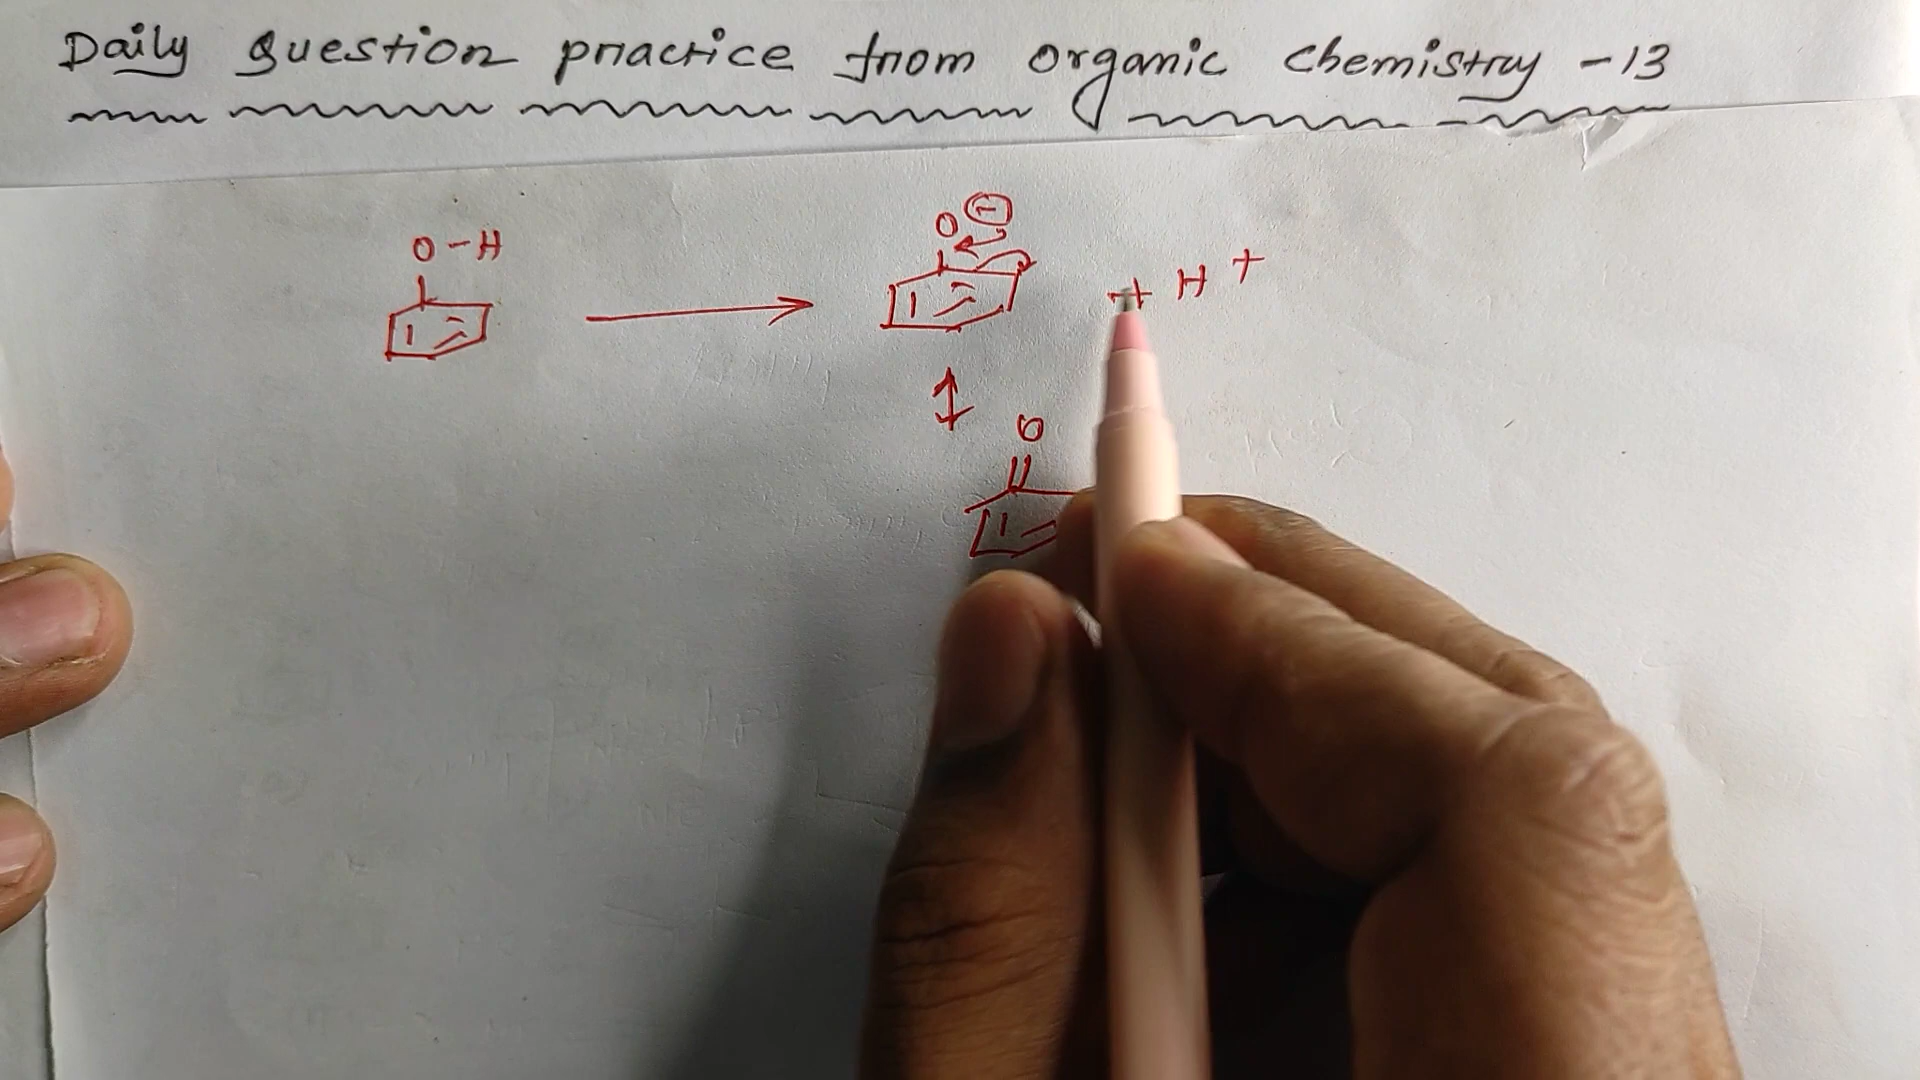 Daily Question practice from organic chemistry - 13
O - H
O -
+ H +
O